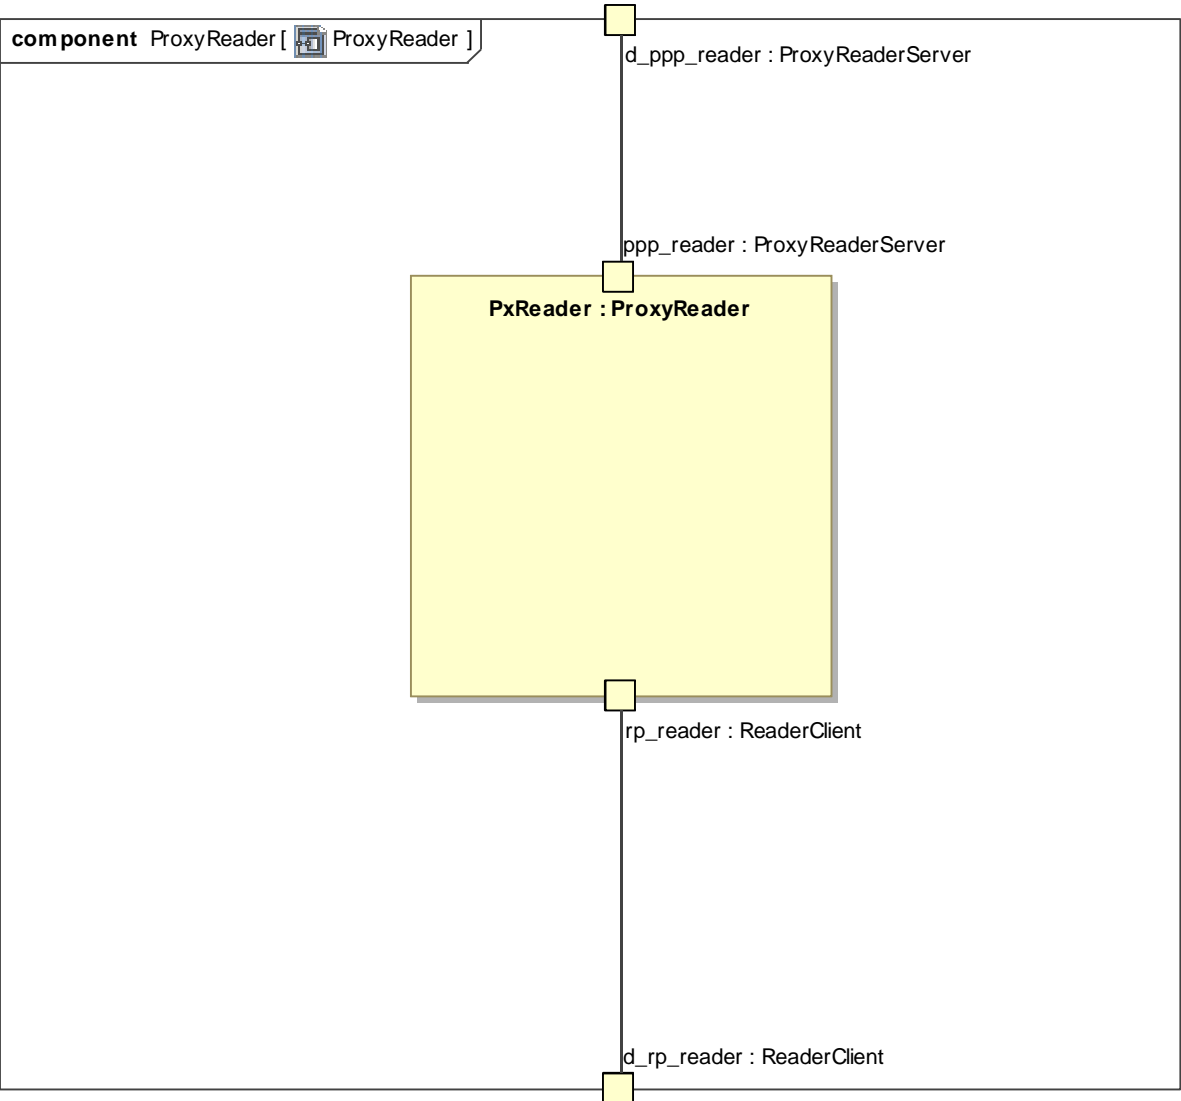 component ProxyReader [ ProxyReader ]
d_ppp_reader : ProxyReaderServer
ppp_reader : ProxyReaderServer
PxReader : ProxyReader
rp_reader : ReaderClient
d_rp_reader : ReaderClient